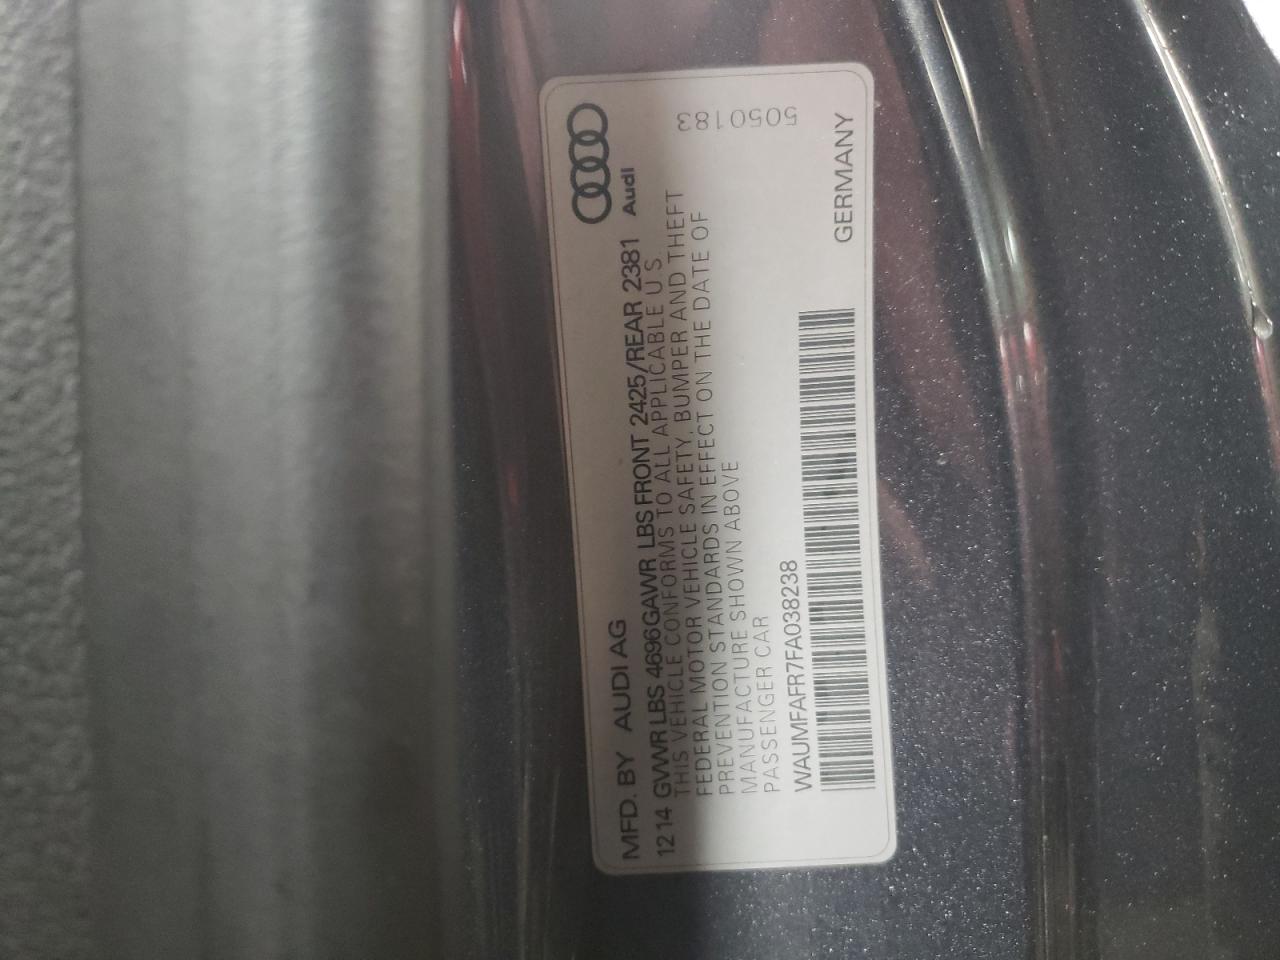 MFD. BY AUDI AG
Audi
12 14 GVWR LBS 4696 GAWR LBS FRONT 2425/REAR 2381
THIS VEHICLE CONFORMS TO ALL APPLICABLE U S.
FEDERAL MOTOR VEHICLE SAFETY, BUMPER AND THEFT
PREVENTION STANDARDS IN EFFECT ON THE DATE OF
MANUFACTURE SHOWN ABOVE
PASSENGER CAR
WAUMFAFR7FA038238
GERMANY
5050183